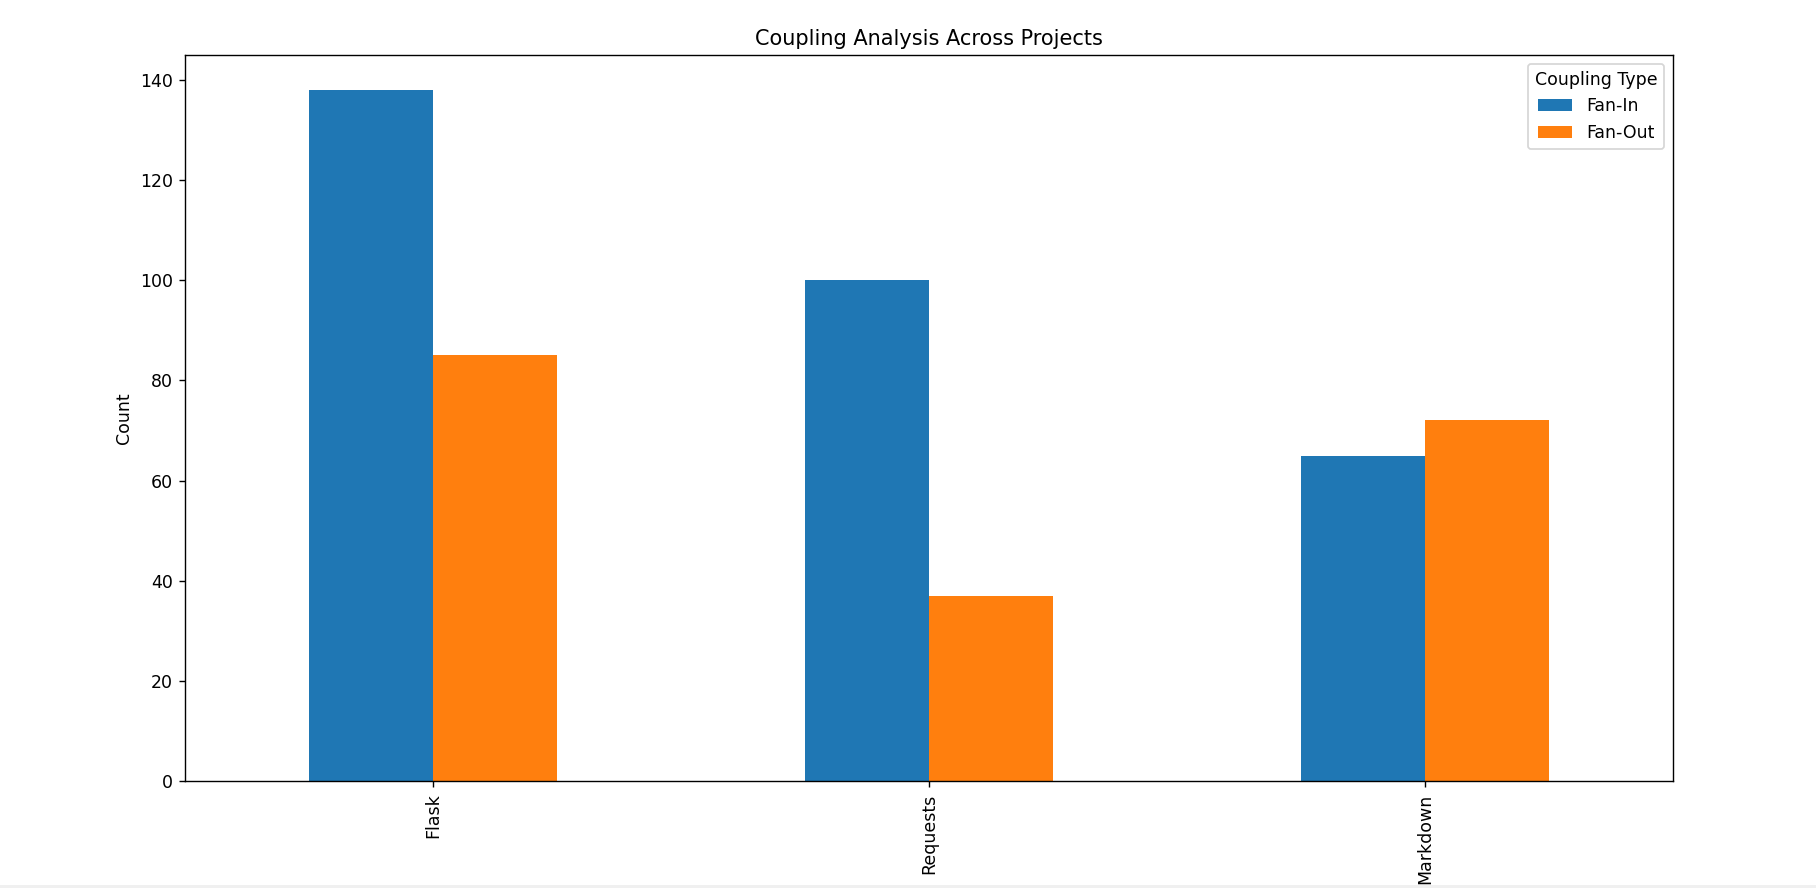 Coupling Analysis Across Projects
Coupling Type
Fan-In
Fan-Out
140
120
100
80
60
40
20
0
Count
Flask
Requests
Markdown